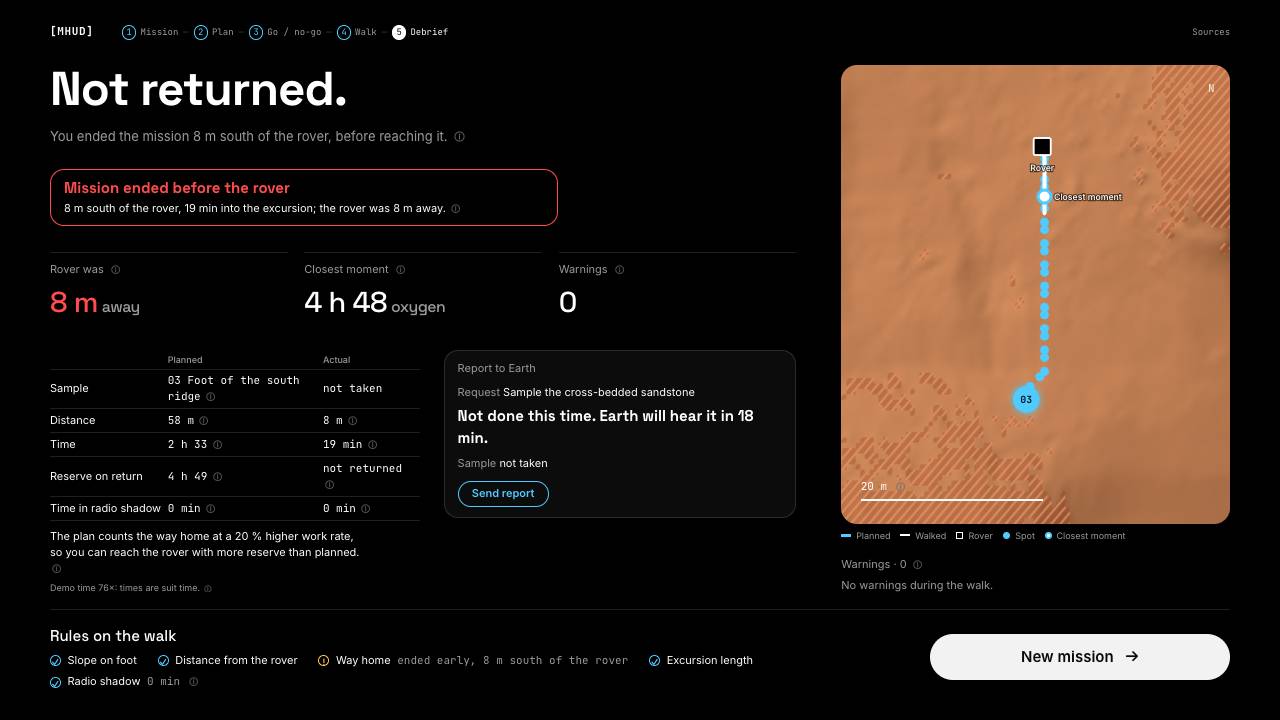 [MHUD] 1 Mission – 2 Plan – 3 Go / no-go – 4 Walk – 5 Debrief Sources
Not returned.
You ended the mission 8 m south of the rover, before reaching it. ⓘ
Mission ended before the rover
8 m south of the rover, 19 min into the excursion; the rover was 8 m away. ⓘ
Rover was ⓘ
8 m away
Closest moment ⓘ
4 h 48 oxygen
Warnings ⓘ
0
Planned Actual
Sample 03 Foot of the south ridge ⓘ not taken
Distance 58 m ⓘ 8 m ⓘ
Time 2 h 33 ⓘ 19 min ⓘ
Reserve on return 4 h 49 ⓘ not returned ⓘ
Time in radio shadow 0 min ⓘ 0 min ⓘ
The plan counts the way home at a 20 % higher work rate,
so you can reach the rover with more reserve than planned.
ⓘ
Demo time 76×: times are suit time. ⓘ
Report to Earth
Request Sample the cross-bedded sandstone
Not done this time. Earth will hear it in 18
min.
Sample not taken
Send report
N
Rover
Closest moment
03
20 m ⓘ
Planned Walked Rover Spot Closest moment
Warnings · 0 ⓘ
No warnings during the walk.
Rules on the walk
Slope on foot Distance from the rover Way home ended early, 8 m south of the rover Excursion length
Radio shadow 0 min ⓘ
New mission →